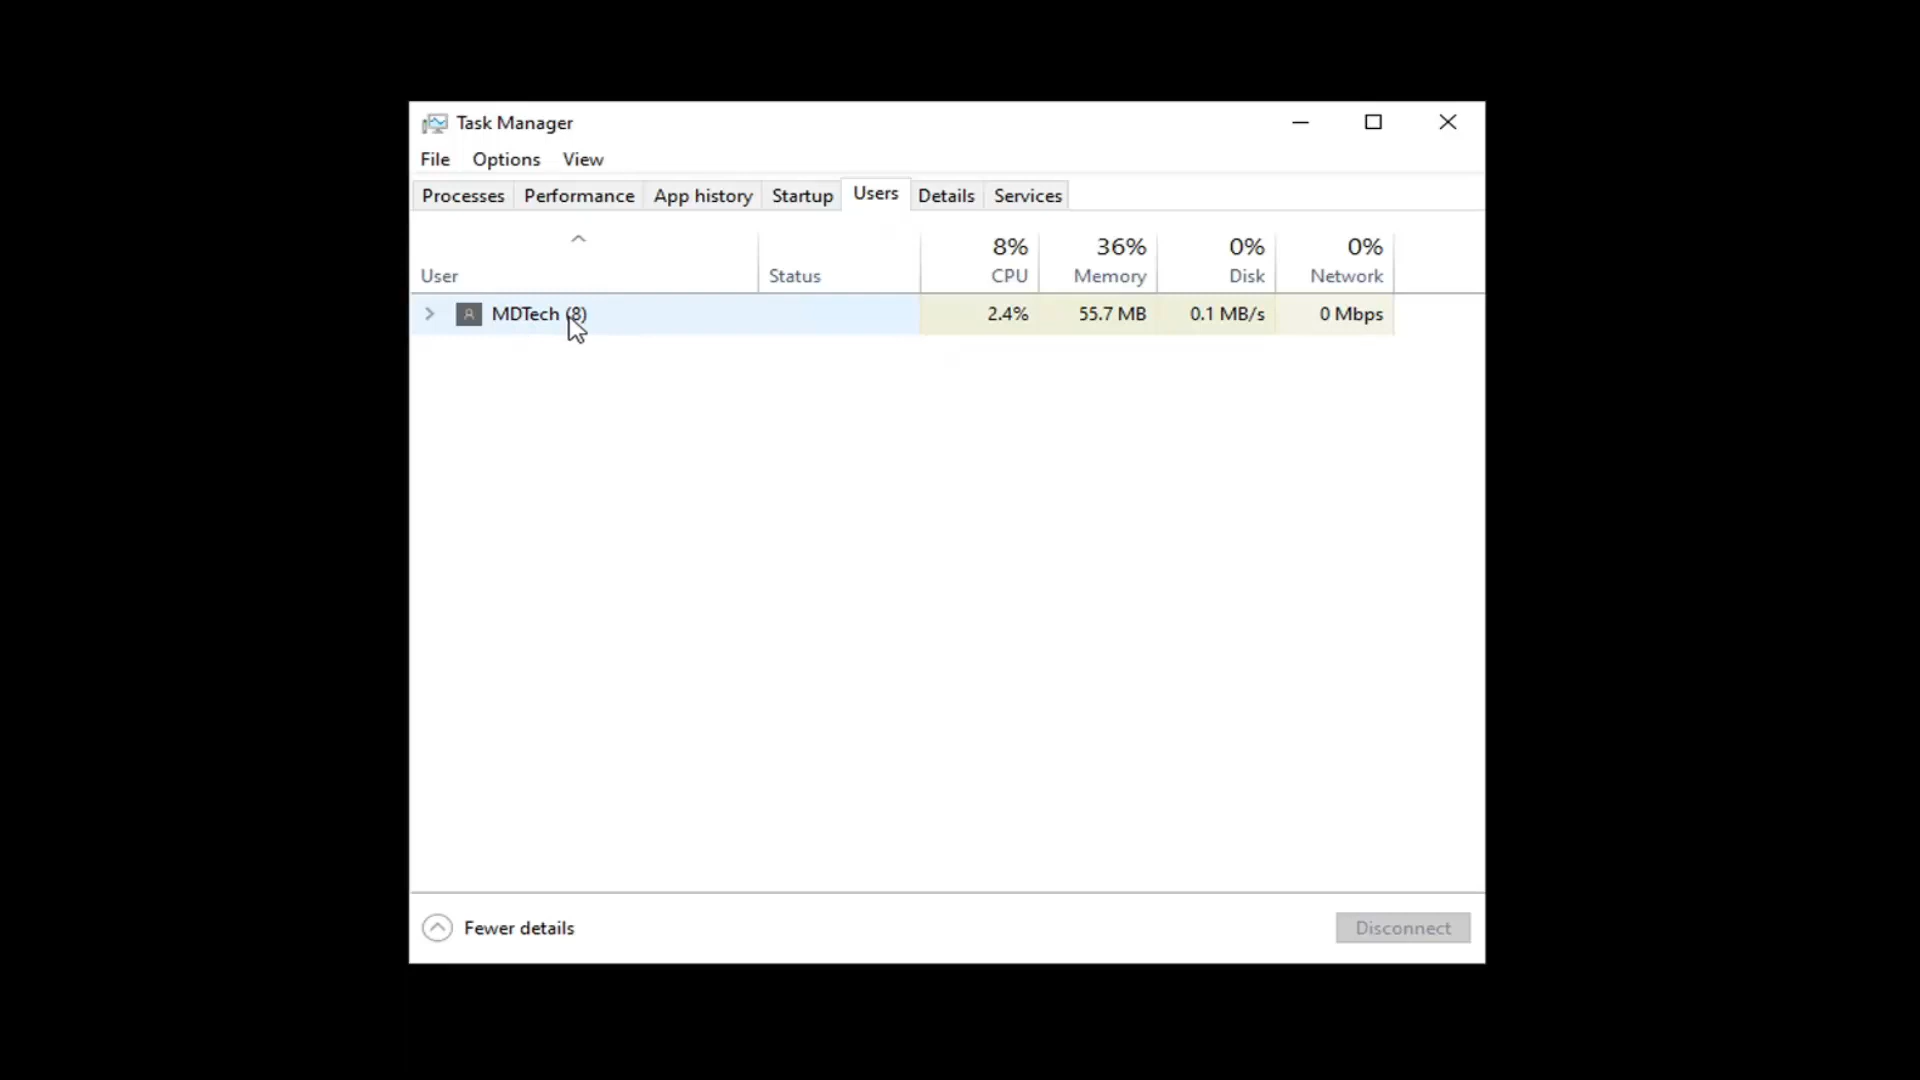 Task Manager
File Options View
Processes Performance App history Startup Users Details Services
8% 36% 0% 0%
User Status CPU Memory Disk Network
MDTech (8) 2.4% 55.7 MB 0.1 MB/s 0 Mbps
Fewer details Disconnect